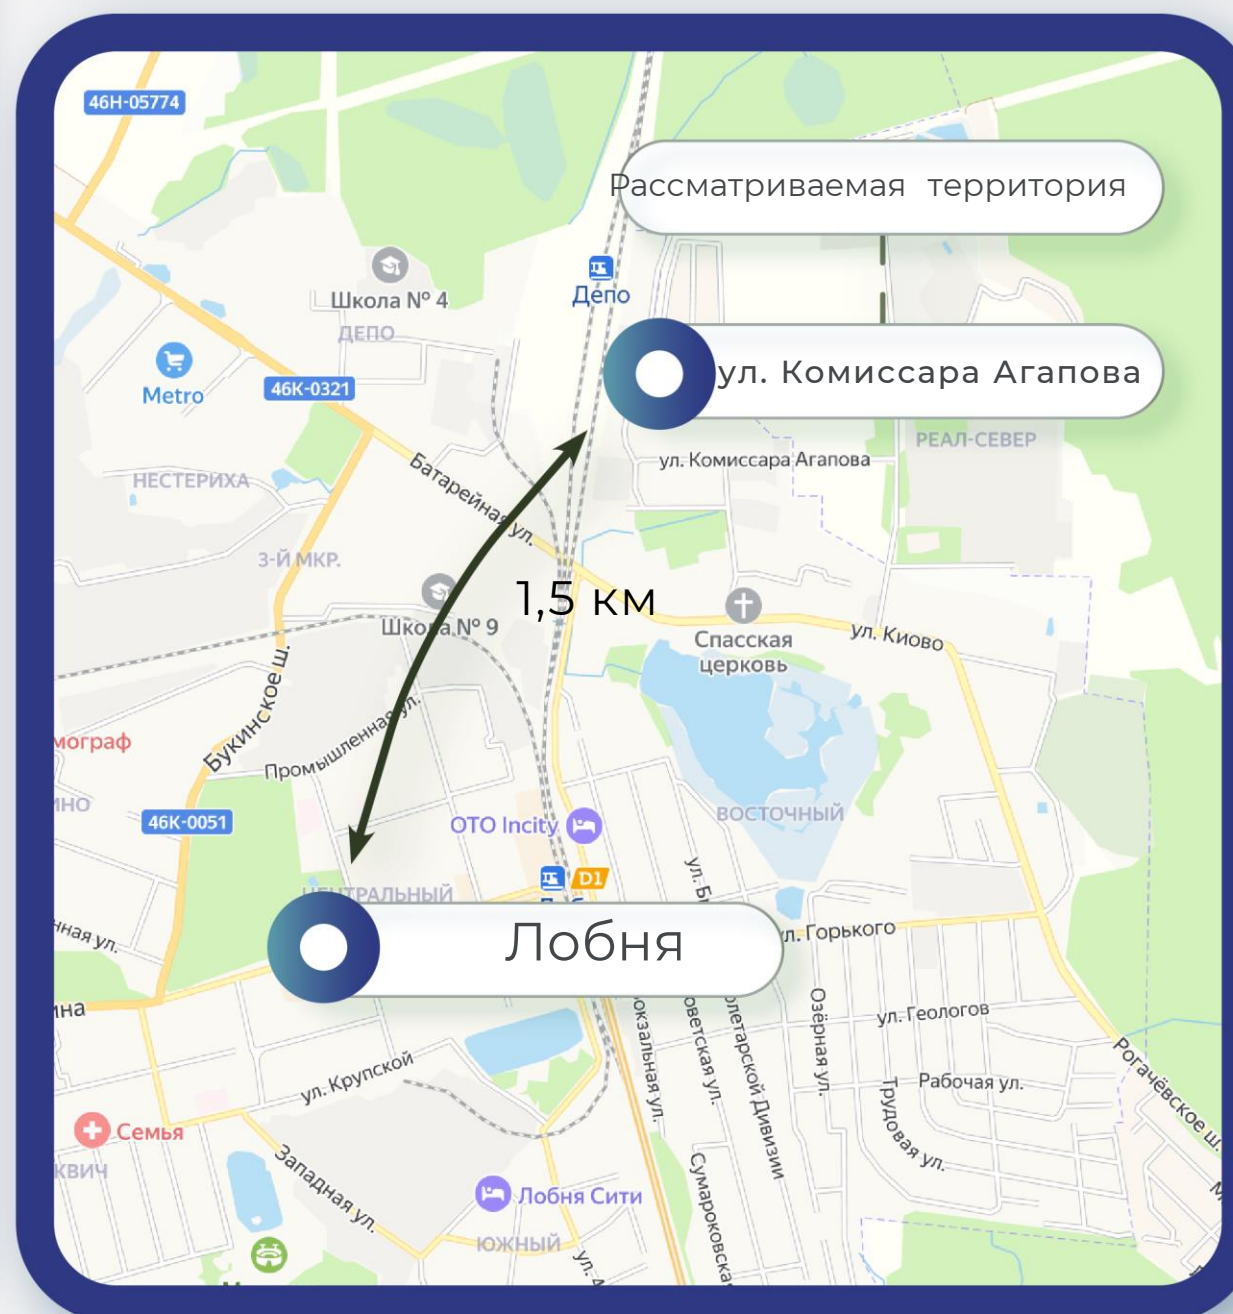 46Н-05774
Рассматриваемая территория
Школа № 4
Депо
ДЕПО
Metro
46К-0321
ул. Комиссара Агапова
РЕАЛ-СЕВЕР
ул. Комиссара Агапова
Батарейная ул.
НЕСТЕРИХА
3-Й МКР.
1,5 км
Школа № 9
Спасская
церковь
ул. Киово
Букинское ш.
Промышленная ул.
46К-0051
ОТО Incity
ВОСТОЧНЫЙ
D1
ЦЕНТРАЛЬНЫЙ
Лобня
ул. Горького
Озёрная ул.
ул. Геологов
Рабочая ул.
Трудовая ул.
Рогачёвское ш.
ул. Крупской
Семья
Западная ул.
Лобня Сити
ЮЖНЫЙ